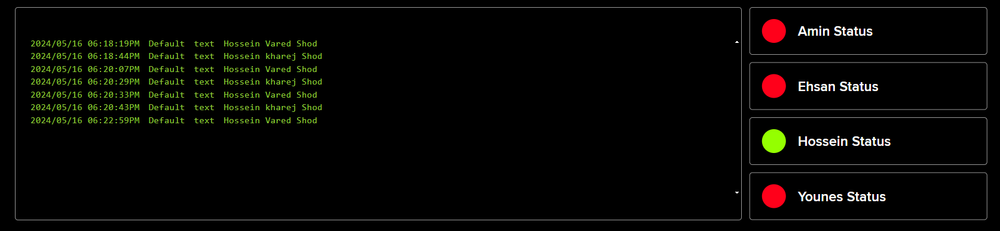 2024/05/16 06:18:19PM Default text Hossein Vared Shod
2024/05/16 06:18:44PM Default text Hossein kharej Shod
2024/05/16 06:20:07PM Default text Hossein Vared Shod
2024/05/16 06:20:29PM Default text Hossein kharej Shod
2024/05/16 06:20:33PM Default text Hossein Vared Shod
2024/05/16 06:20:43PM Default text Hossein kharej Shod
2024/05/16 06:22:59PM Default text Hossein Vared Shod
Amin Status
Ehsan Status
Hossein Status
Younes Status